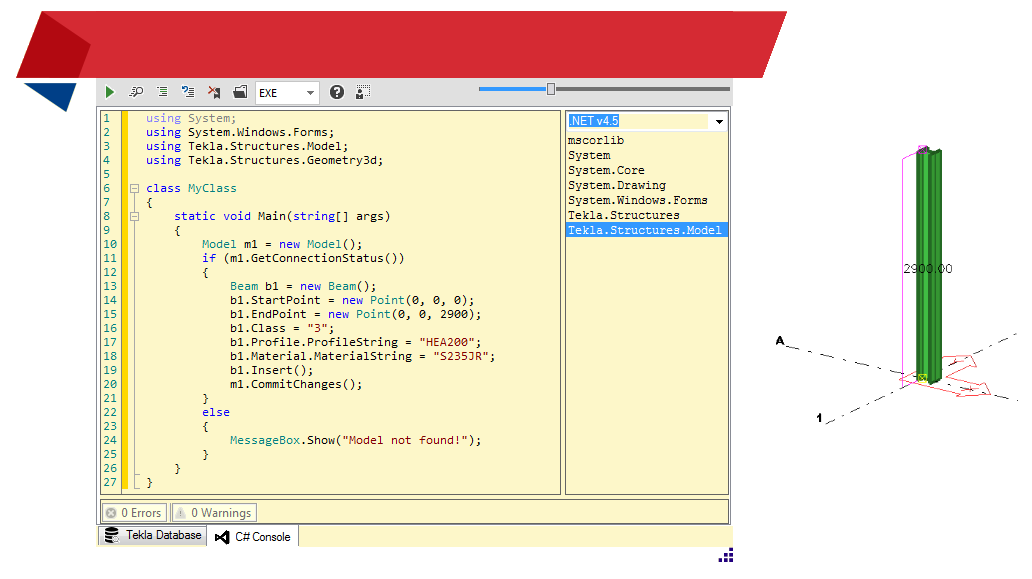 EXE
1 using System;
2 using System.Windows.Forms;
3 using Tekla.Structures.Model;
4 using Tekla.Structures.Geometry3d;
5
6 class MyClass
7 {
8 static void Main(string[] args)
9 {
10 Model m1 = new Model();
11 if (m1.GetConnectionStatus())
12 {
13 Beam b1 = new Beam();
14 b1.StartPoint = new Point(0, 0, 0);
15 b1.EndPoint = new Point(0, 0, 2900);
16 b1.Class = "3";
17 b1.Profile.ProfileString = "HEA200";
18 b1.Material.MaterialString = "S235JR";
19 b1.Insert();
20 m1.CommitChanges();
21 }
22 else
23 {
24 MessageBox.Show("Model not found!");
25 }
26 }
27 }
.NET v4.5
mscorlib
System
System.Core
System.Drawing
System.Windows.Forms
Tekla.Structures
Tekla.Structures.Model
0 Errors
0 Warnings
Tekla Database
C# Console
2900.00
A
1